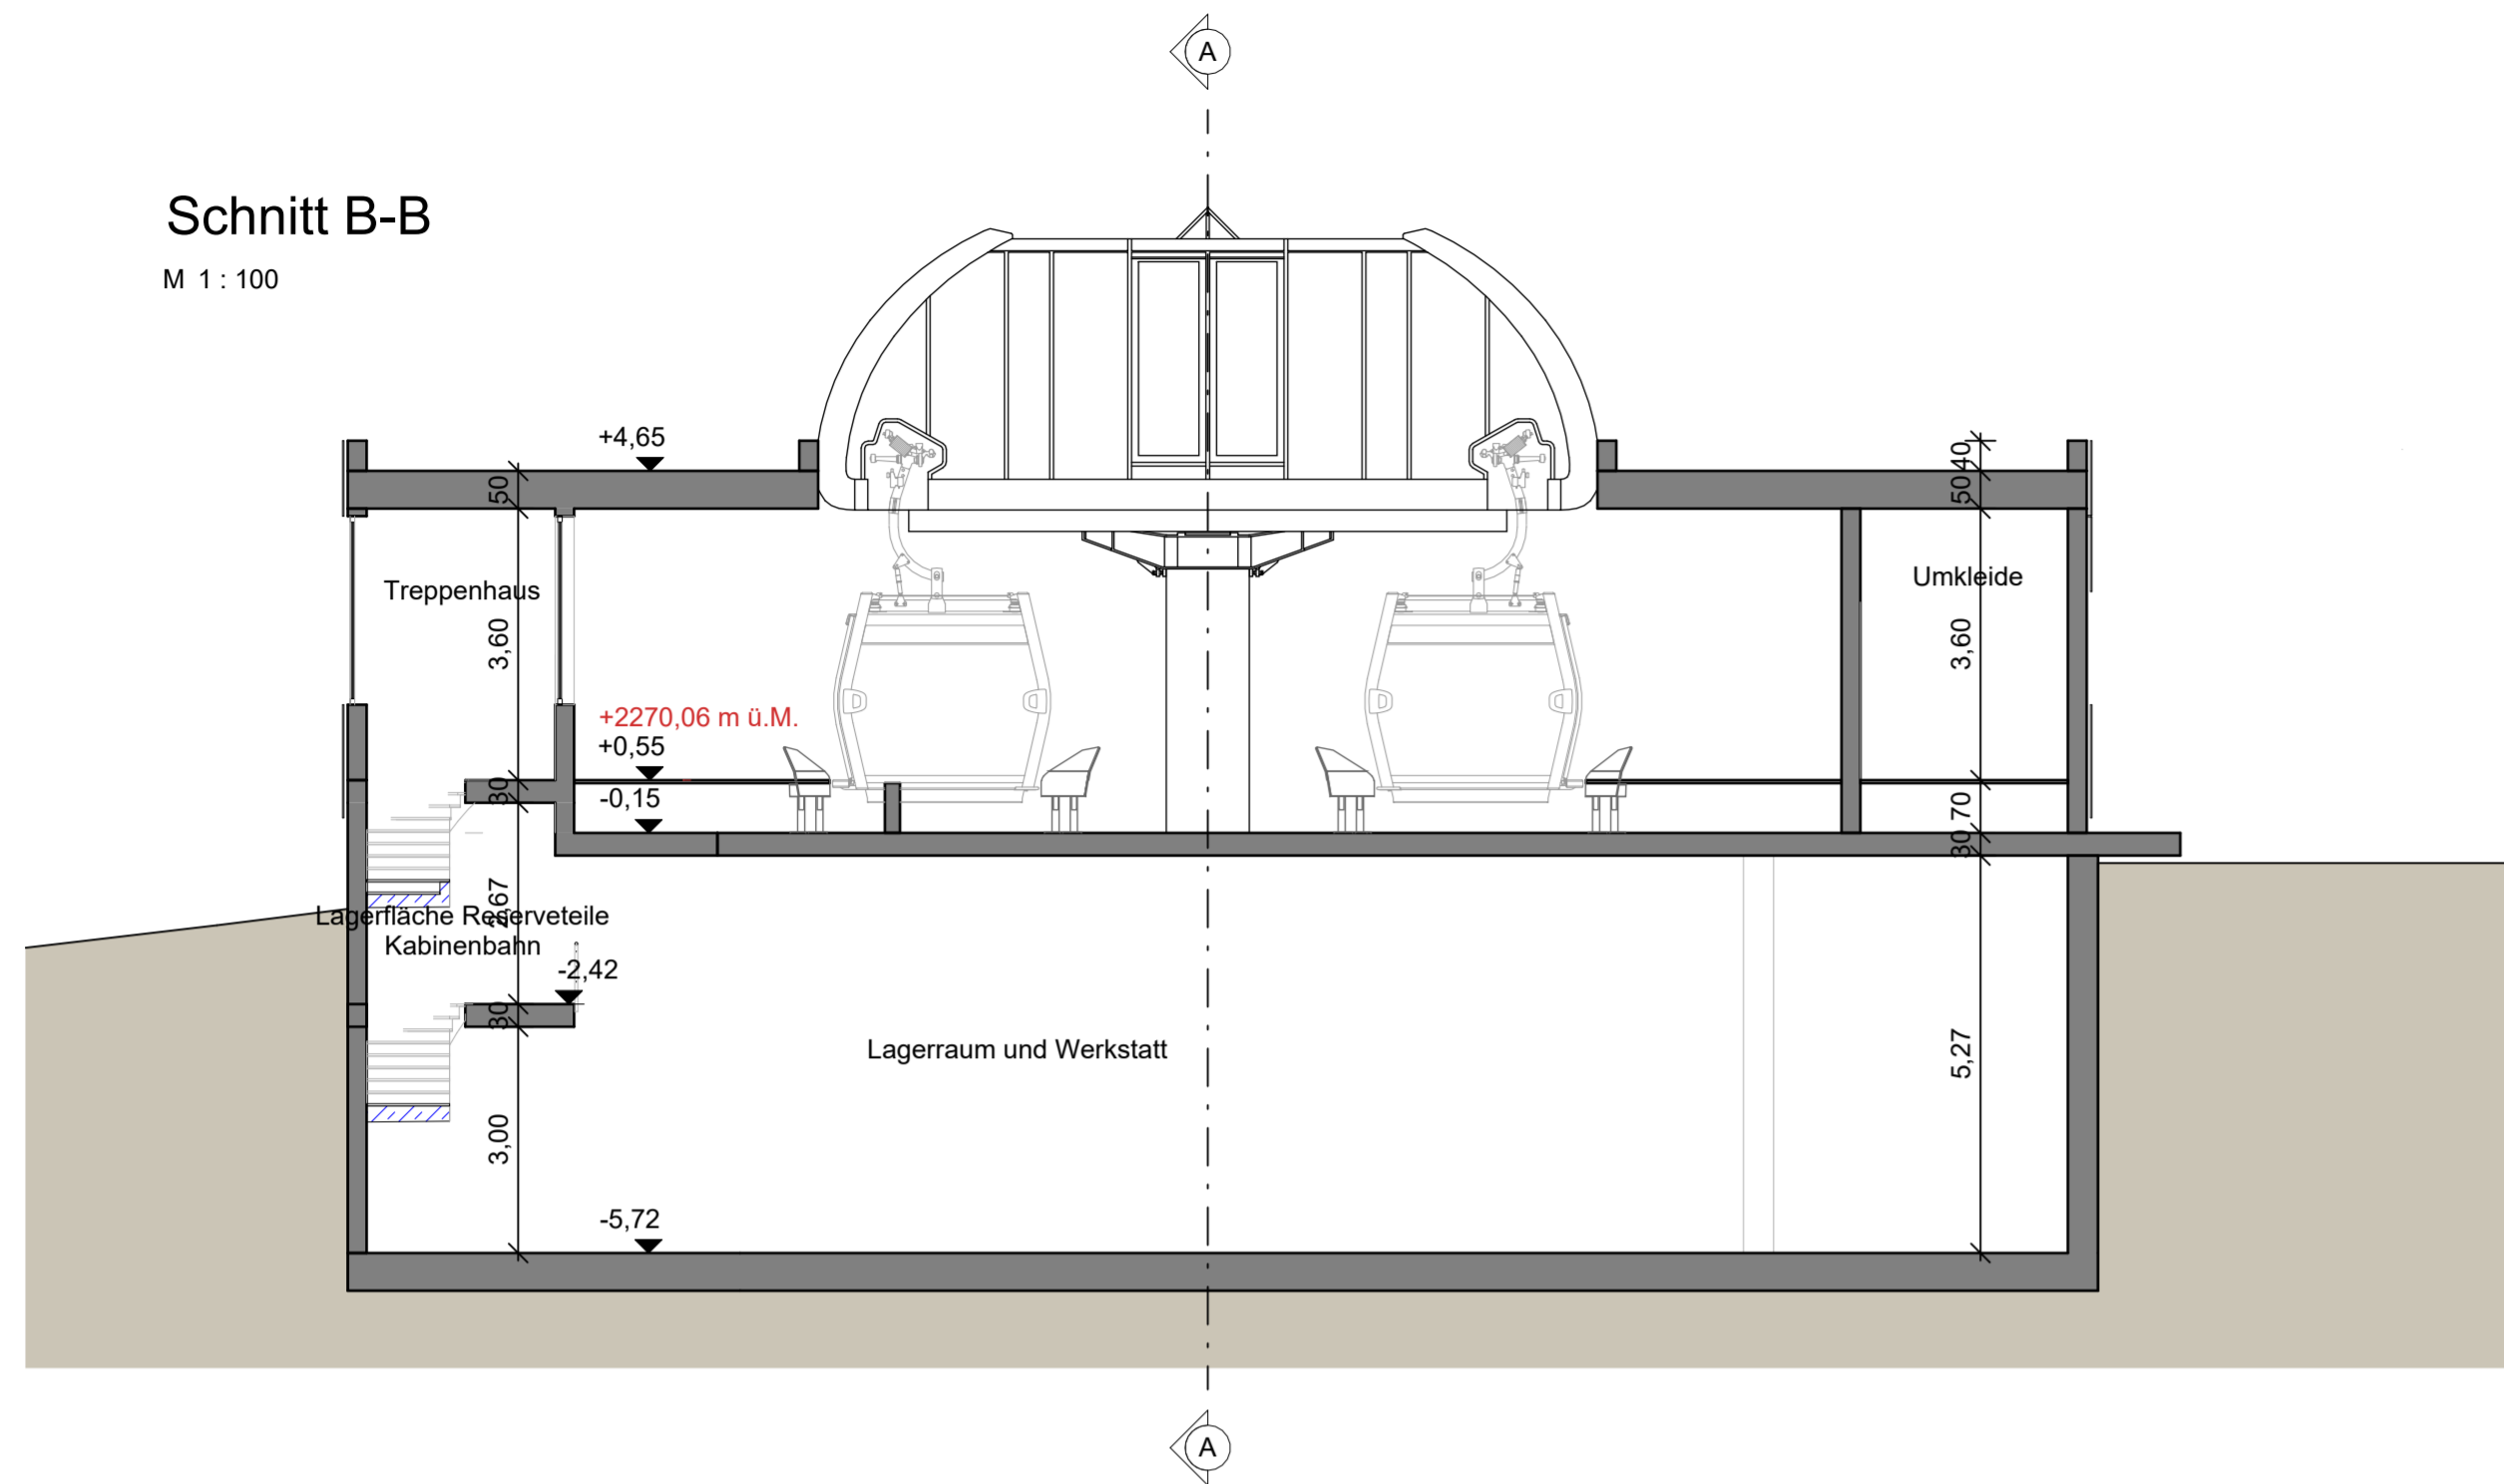 A
Schnitt B-B
M 1 : 100
+4,65
50
40
50
Treppenhaus
Umkleide
3,60
3,60
+2270,06 m ü.M.
+0,55
30
-0,15
70
30
2,67
Lagerfläche Reserveteile
Kabinenbahn
-2,42
30
Lagerraum und Werkstatt
5,27
3,00
-5,72
A